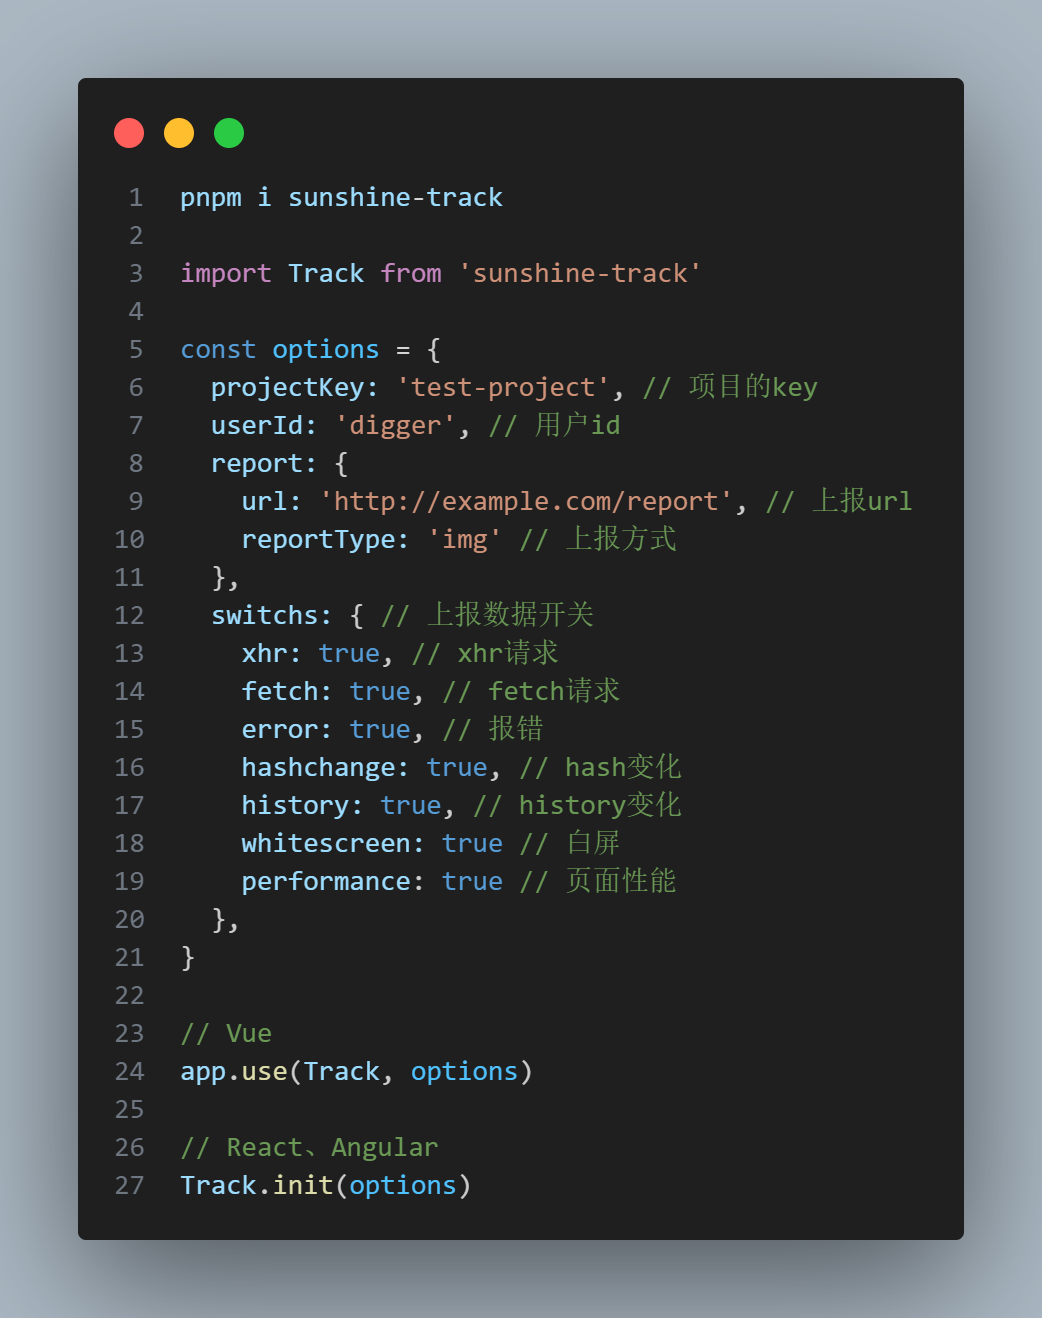 1 pnpm i sunshine-track
2
3 import Track from 'sunshine-track'
4
5 const options = {
6   projectKey: 'test-project', // 项目的key
7   userId: 'digger', // 用户id
8   report: {
9     url: 'http://example.com/report', // 上报url
10     reportType: 'img' // 上报方式
11   },
12   switchs: { // 上报数据开关
13     xhr: true, // xhr请求
14     fetch: true, // fetch请求
15     error: true, // 报错
16     hashchange: true, // hash变化
17     history: true, // history变化
18     whitescreen: true // 白屏
19     performance: true // 页面性能
20   },
21 }
22
23 // Vue
24 app.use(Track, options)
25
26 // React、Angular
27 Track.init(options)